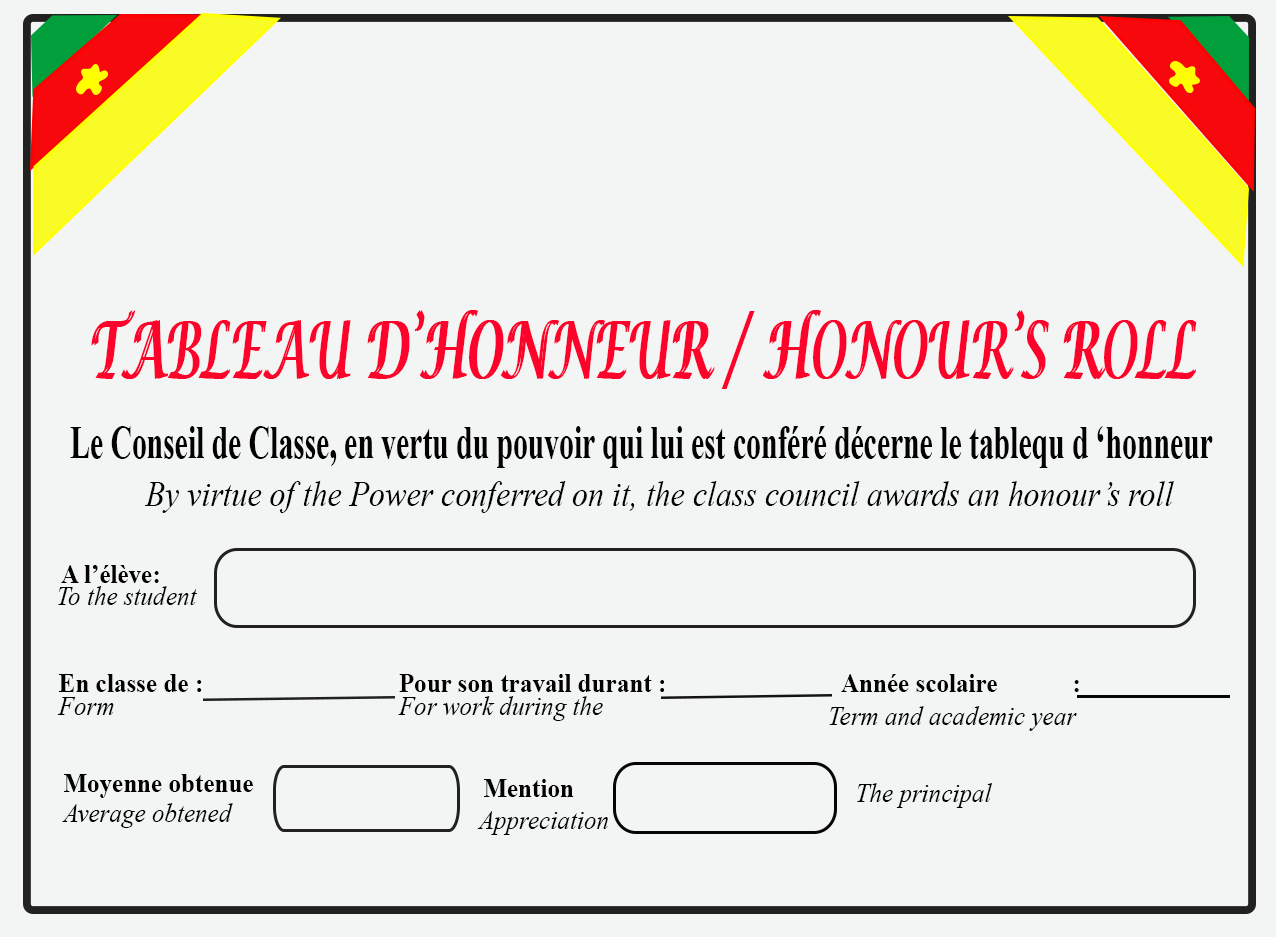 TABLEAU D’HONNEUR / HONOUR’S ROLL
Le Conseil de Classe, en vertu du pouvoir qui lui est conféré décerne le tablequ d ‘honneur
By virtue of the Power conferred on it, the class council awards an honour’s roll
A l’élève:
To the student
En classe de : Pour son travail durant : Année scolaire :
Form For work during the Term and academic year
Moyenne obtenue Mention The principal
Average obtened Appreciation